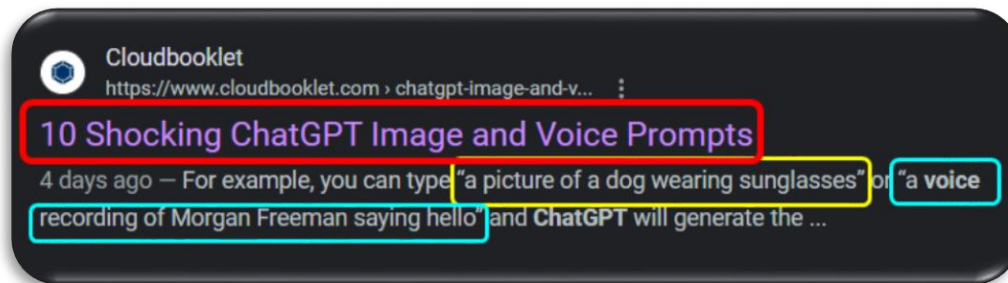 Cloudbooklet
https://www.cloudbooklet.com › chatgpt-image-and-v...
10 Shocking ChatGPT Image and Voice Prompts
4 days ago — For example, you can type “a picture of a dog wearing sunglasses” or “a voice
recording of Morgan Freeman saying hello” and ChatGPT will generate the ...